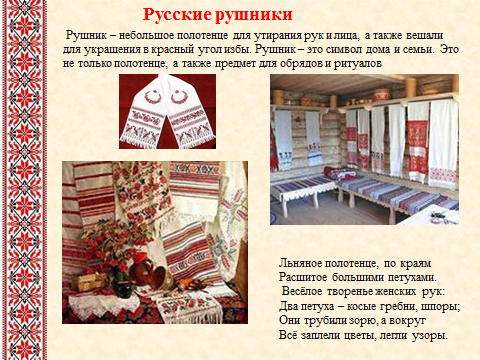 Русские рушники
Рушник – небольшое полотенце для утирания рук и лица, а также вешали
для украшения в красный угол избы. Рушник – это символ дома и семьи. Это
не только полотенце, а также предмет для обрядов и ритуалов
Льняное полотенце, по краям
Расшитое большими петухами.
Весёлое творенье женских рук:
Два петуха – косые гребни, шпоры;
Они трубили зорю, а вокруг
Всё заплели цветы, легли узоры.